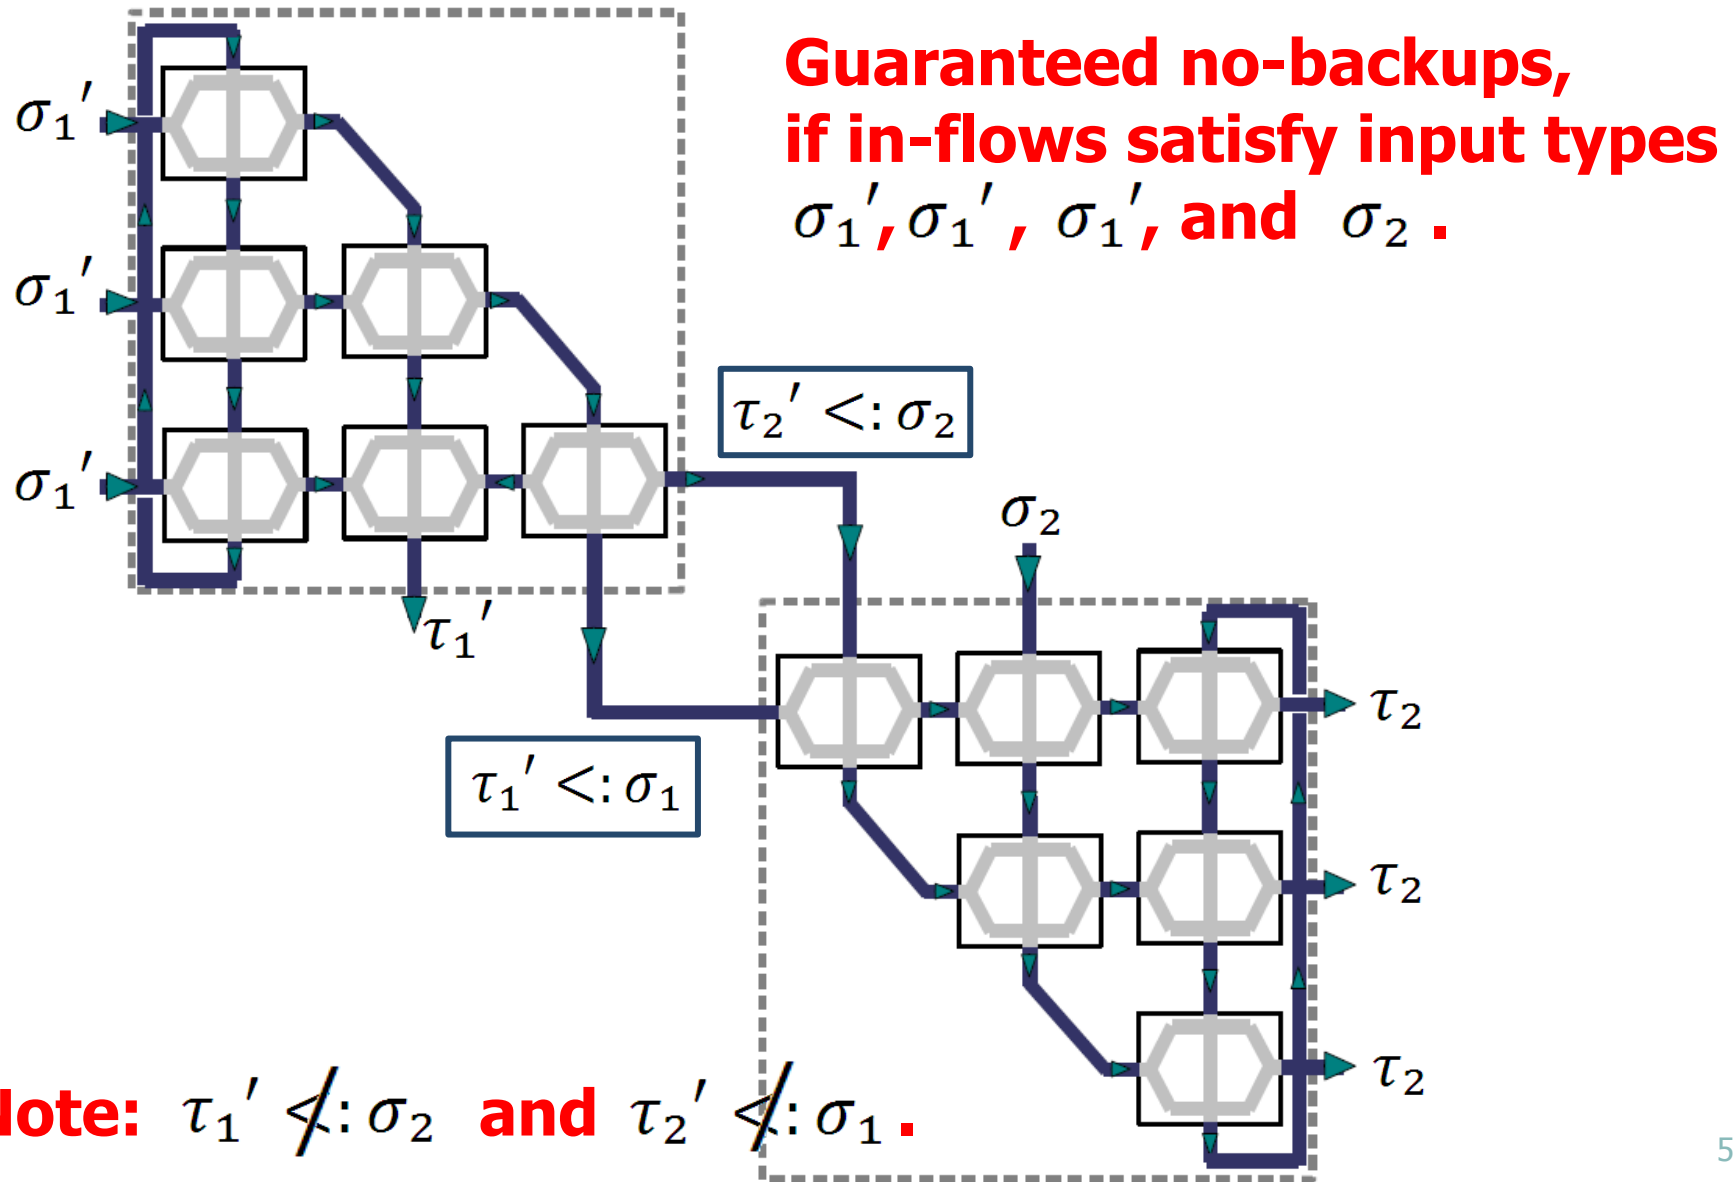 Guaranteed no-backups,
if in-flows satisfy input types
σ₁′, σ₁′, σ₁′, and σ₂ .
σ₁′
σ₁′
σ₁′
τ₂′ <: σ₂
σ₂
τ₁′
τ₂
τ₁′ <: σ₁
τ₂
τ₂
Note: τ₁′ ≮: σ₂ and τ₂′ ≮: σ₁ .
5